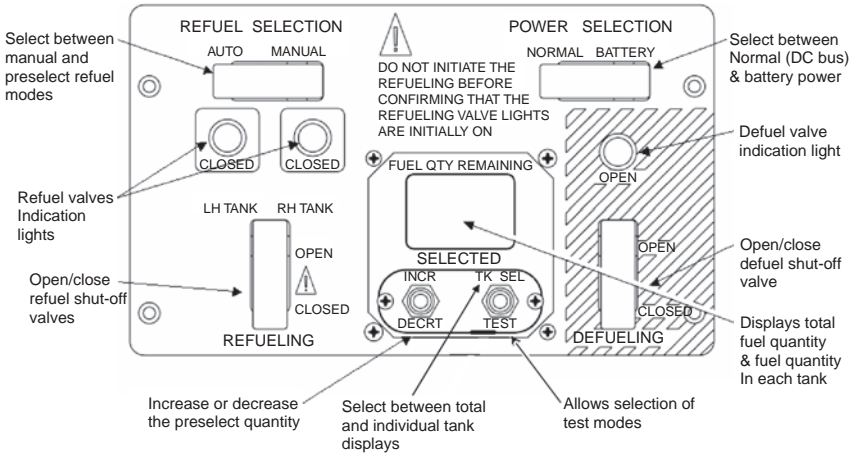 REFUEL SELECTION
AUTO MANUAL
POWER SELECTION
NORMAL BATTERY
DO NOT INITIATE THE
REFUELING BEFORE
CONFIRMING THAT THE
REFUELING VALVE LIGHTS
ARE INITIALLY ON
CLOSED
CLOSED
OPEN
LH TANK RH TANK
OPEN
CLOSED
REFUELING
FUEL QTY REMAINING
SELECTED
INCR
TK SEL
DECRT
TEST
OPEN
CLOSED
DEFUELING
Select between
manual and
preselect refuel
modes
Refuel valves
Indication
lights
Open/close
refuel shut-off
valves
Increase or decrease
the preselect quantity
Select between total
and individual tank
displays
Allows selection of
test modes
Select between
Normal (DC bus)
& battery power
Defuel valve
indication light
Open/close
defuel shut-off
valve
Displays total
fuel quantity
& fuel quantity
In each tank